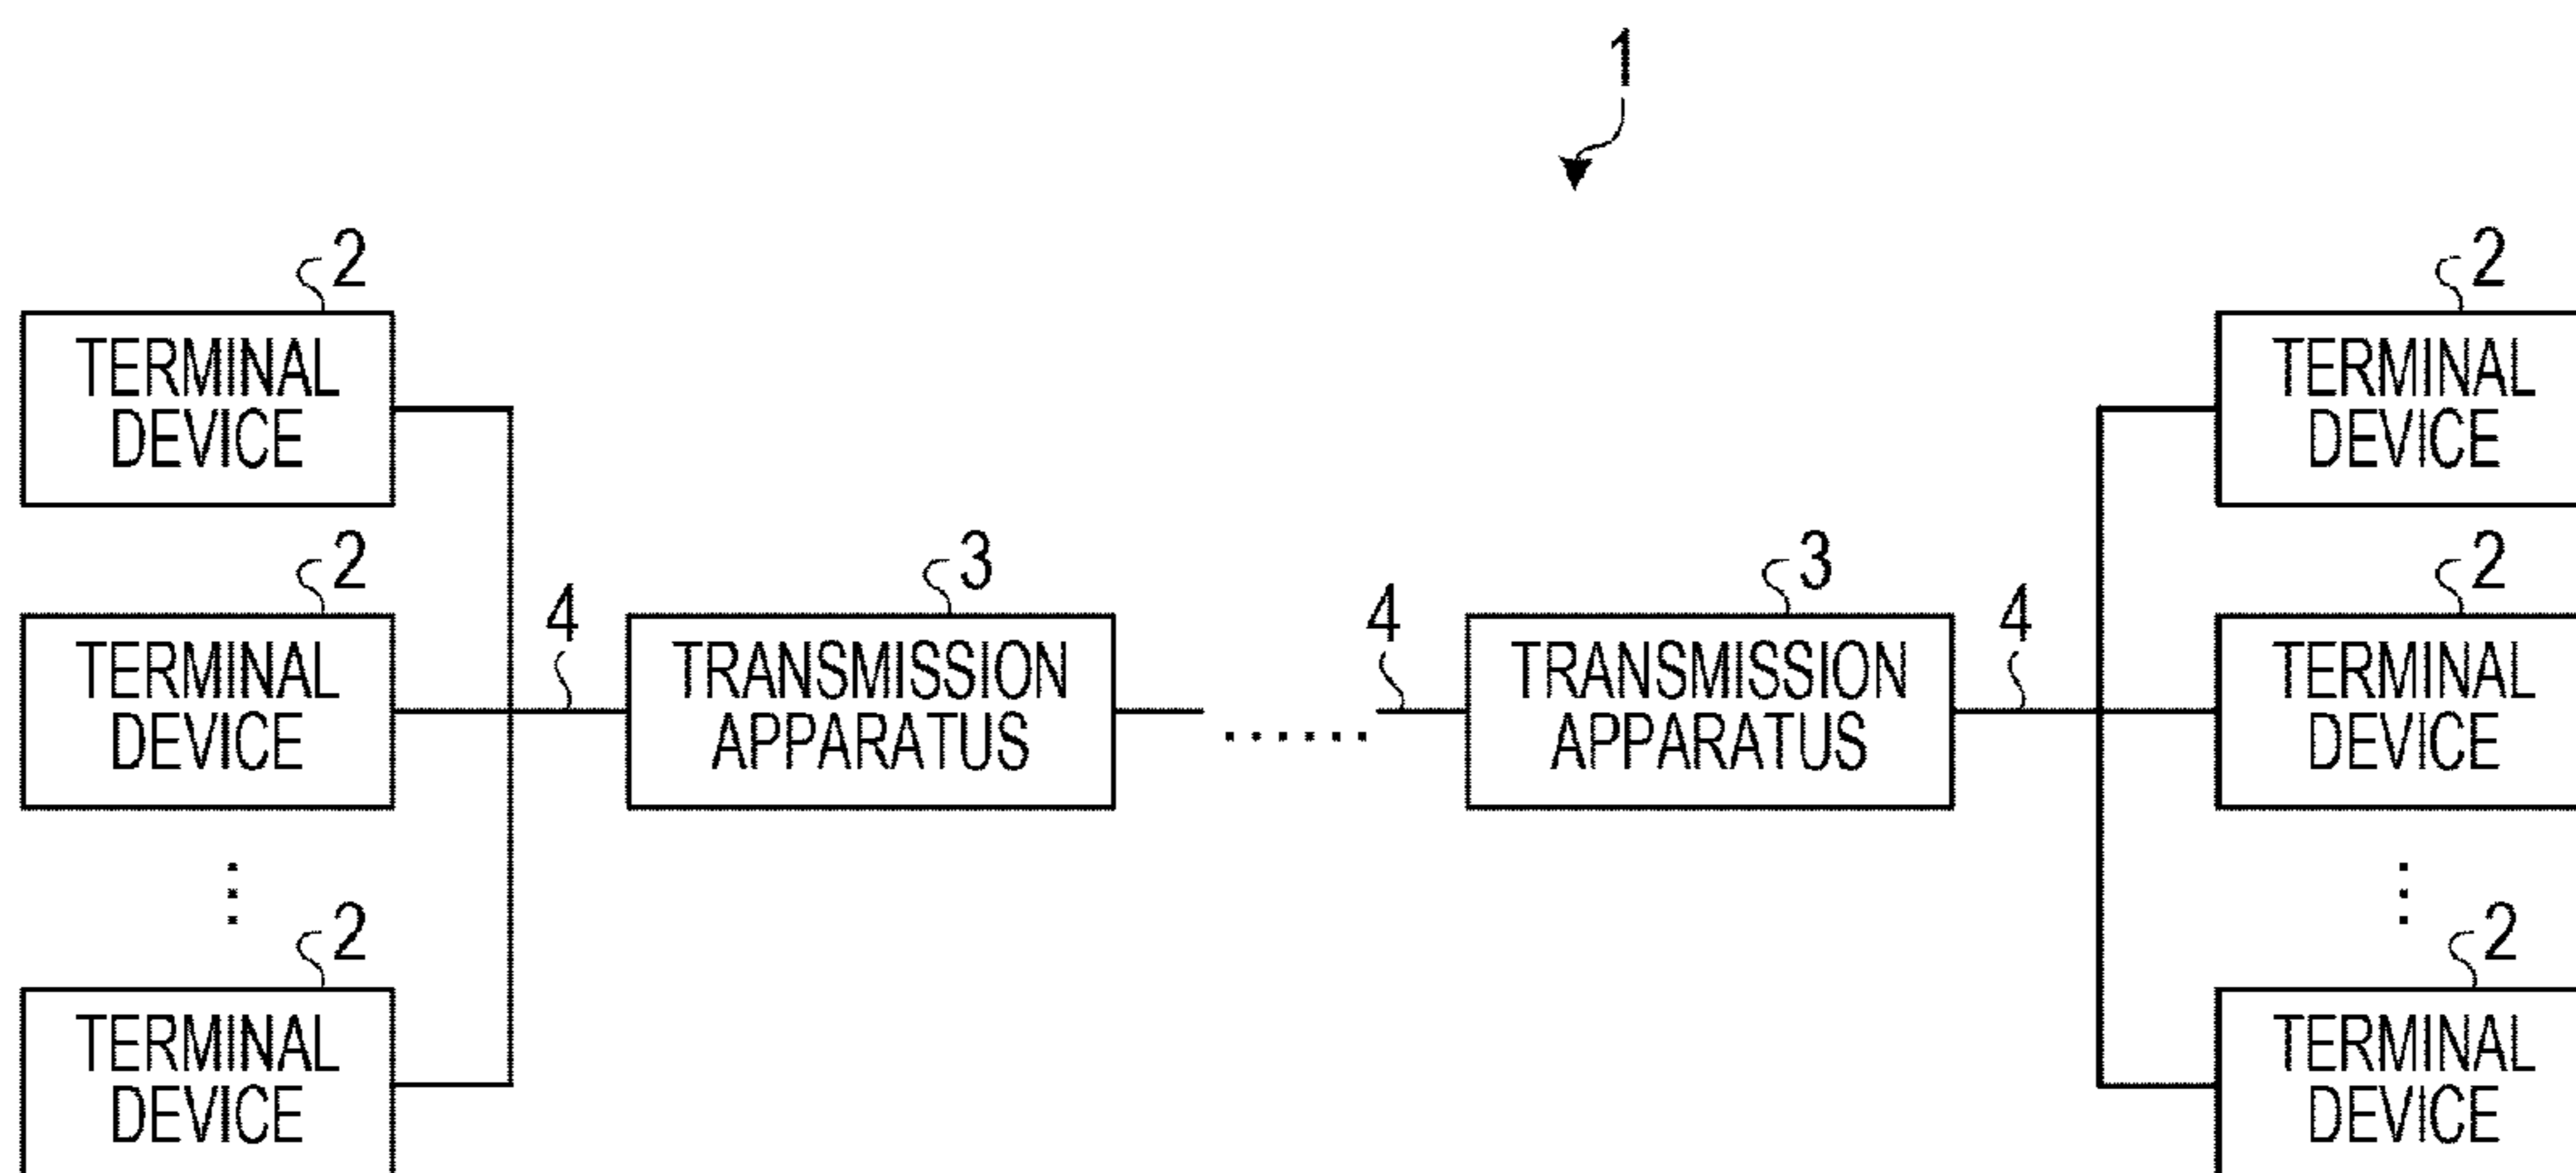 1
2
2
TERMINAL
DEVICE
TERMINAL
DEVICE
2
3
3
2
4
4
4
TERMINAL
DEVICE
TRANSMISSION
APPARATUS
......
TRANSMISSION
APPARATUS
TERMINAL
DEVICE
2
2
TERMINAL
DEVICE
TERMINAL
DEVICE